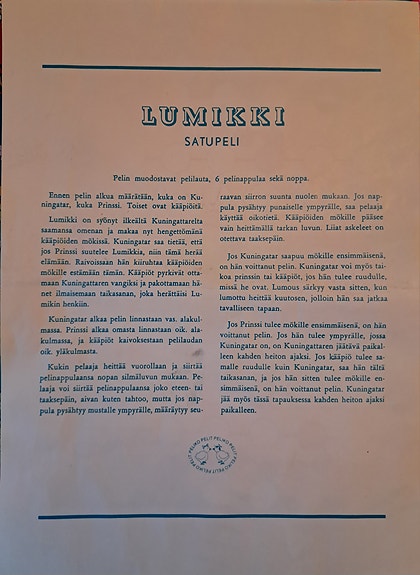 LUMIKKI
SATUPELI
Pelin muodostavat pelilauta, 6 pelinappulaa sekä noppa.
Ennen pelin alkua määrätään, kuka on Ku-
ningatar, kuka Prinssi. Toiset ovat kääpiöitä.
Lumikki on syönyt ilkeältä Kuningattarelta
saamansa omenan ja makaa nyt hengettömänä
kääpiöiden mökissä. Kuningatar saa tietää, että
jos Prinssi suutelee Lumikkia, niin tämä herää
elämään. Raivoissaan hän kiiruhtaa kääpiöiden
mökille estämään tämän. Kääpiöt pyrkivät otta-
maan Kuningattaren vangiksi ja pakottamaan hä-
net ilmaisemaan taikasanan, joka herättäisi Lu-
mikin henkiin.
Kuningatar alkaa pelin linnastaan vas. alakul-
massa. Prinssi alkaa omasta linnastaan oik. ala-
kulmassa, ja kääpiöt kaivoksestaan pelilaudan
oik. yläkulmasta.
Kukin pelaaja heittää vuorollaan ja siirtää
pelinappulaansa nopan silmäluvun mukaan. Pe-
laaja voi siirtää pelinappulaansa joko eteen- tai
taaksepäin, aivan kuten tahtoo, mutta jos nap-
pula pysähtyy mustalle ympyrälle, määräytyy seu-
raavan siirron suunta nuolen mukaan. Jos nap-
pula pysähtyy punaiselle ympyrälle, saa pelaaja
käyttää oikotietä. Kääpiöiden mökille pääsee
vain heittämällä tarkan luvun. Liiat askeleet on
otettava taaksepäin.
Jos Kuningatar saapuu mökille ensimmäisenä,
on hän voittanut pelin. Kuningatar voi myös tai-
koa prinssin tai kääpiöt, jos hän tulee ruudulle,
missä he ovat. Lumous särkyy vasta sitten, kun
lumottu heittää kuutosen, jolloin hän saa jatkaa
tavalliseen tapaan.
Jos Prinssi tulee mökille ensimmäisenä, on hän
voittanut pelin. Jos hän tulee ympyrälle, jossa
Kuningatar on, on Kuningattaren jäätävä paikal-
leen kahden heiton ajaksi. Jos kääpiö tulee sa-
malle ruudulle kuin Kuningatar, saa hän tältä
taikasanan, ja jos hän sitten tulee mökille en-
simmäisenä, on hän voittanut pelin. Kuningatar
jää myös tässä tapauksessa kahden heiton ajaksi
paikalleen.
PELIKO PELIT PELIKO PELIT PELIKO PELIT